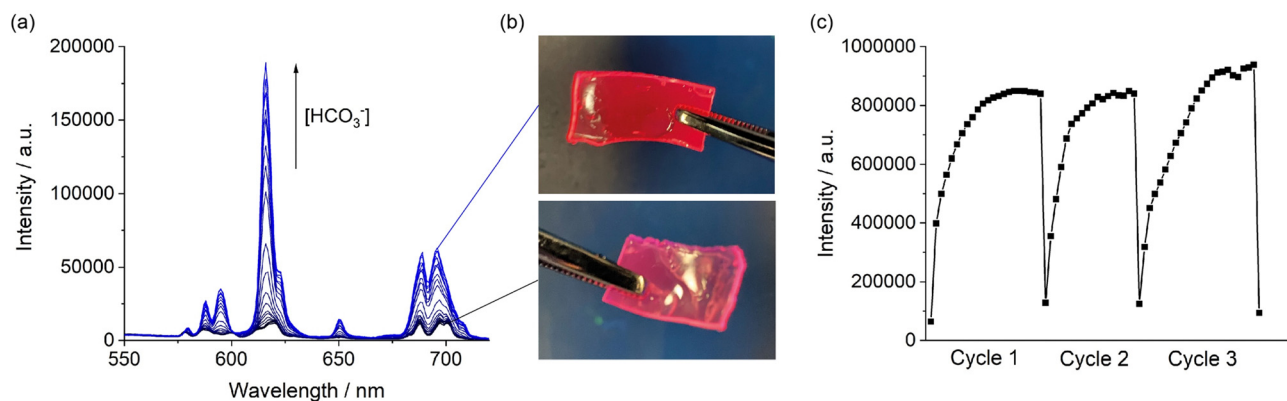 (a)
200000
150000
100000
50000
0
Intensity / a.u.
[HCO₃⁻]
550
600
650
700
Wavelength / nm
(b)
(c)
1000000
800000
600000
400000
200000
0
Intensity / a.u.
Cycle 1
Cycle 2
Cycle 3